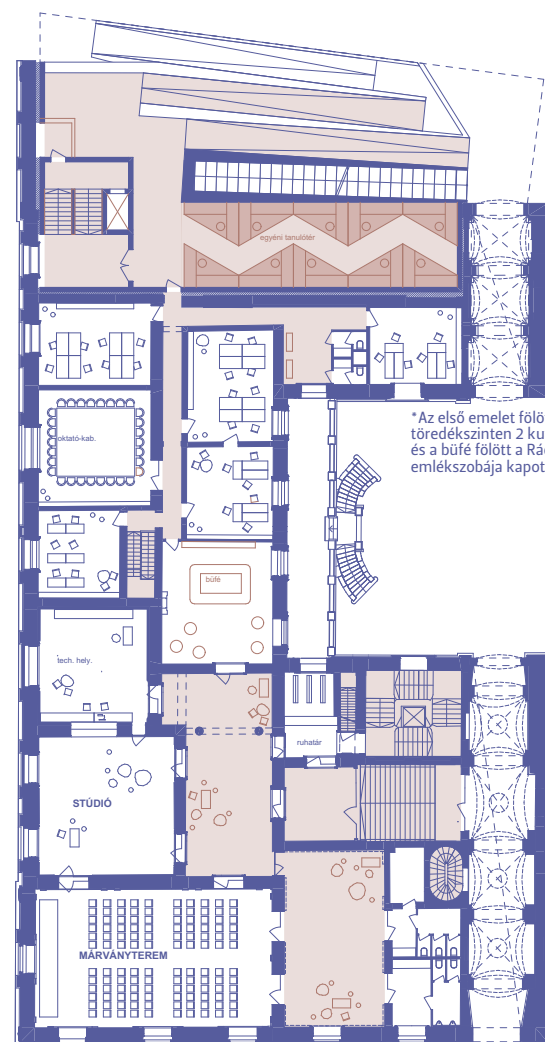 egyéni tanulótér
*Az első emelet fölö
töredékszinten 2 ku
és a büfé fölött a Rác
emlékszobája kapot
oktató-kab.
büfé
tech. hely.
ruhatár
STÚDIÓ
MÁRVÁNYTEREM